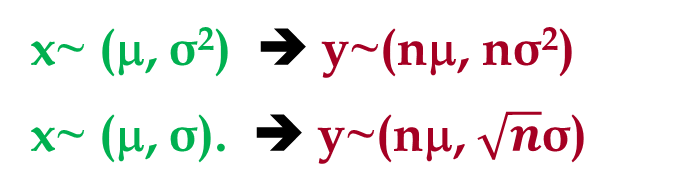 x~ (μ, σ²) ➔ y~(nμ, nσ²)
x~ (μ, σ). ➔ y~(nμ, √nσ)